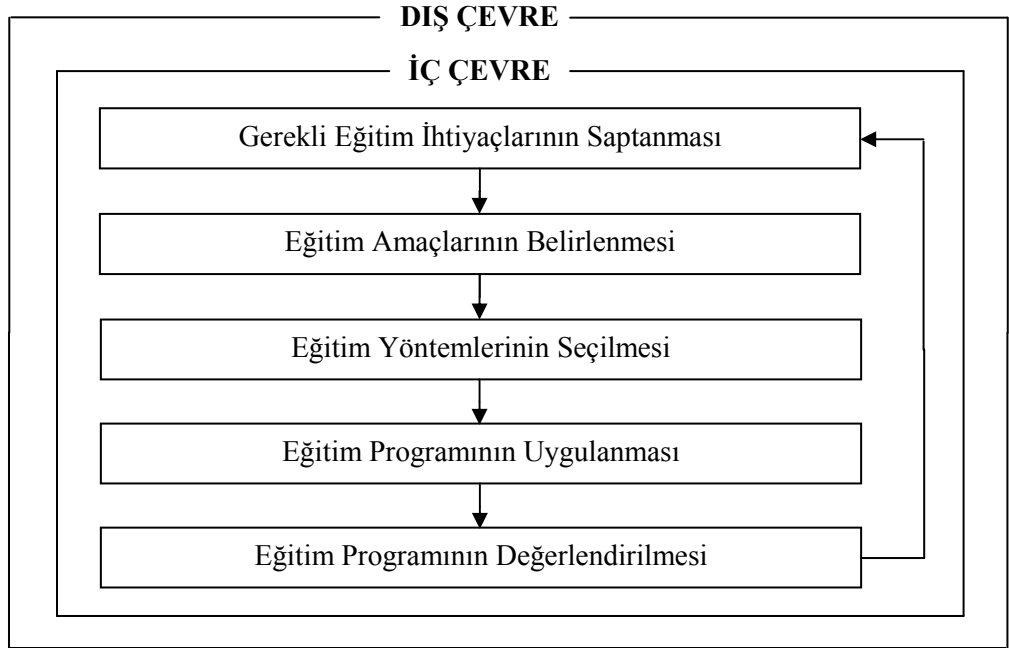 DIŞ ÇEVRE
İÇ ÇEVRE
Gerekli Eğitim İhtiyaçlarının Saptanması
Eğitim Amaçlarının Belirlenmesi
Eğitim Yöntemlerinin Seçilmesi
Eğitim Programının Uygulanması
Eğitim Programının Değerlendirilmesi